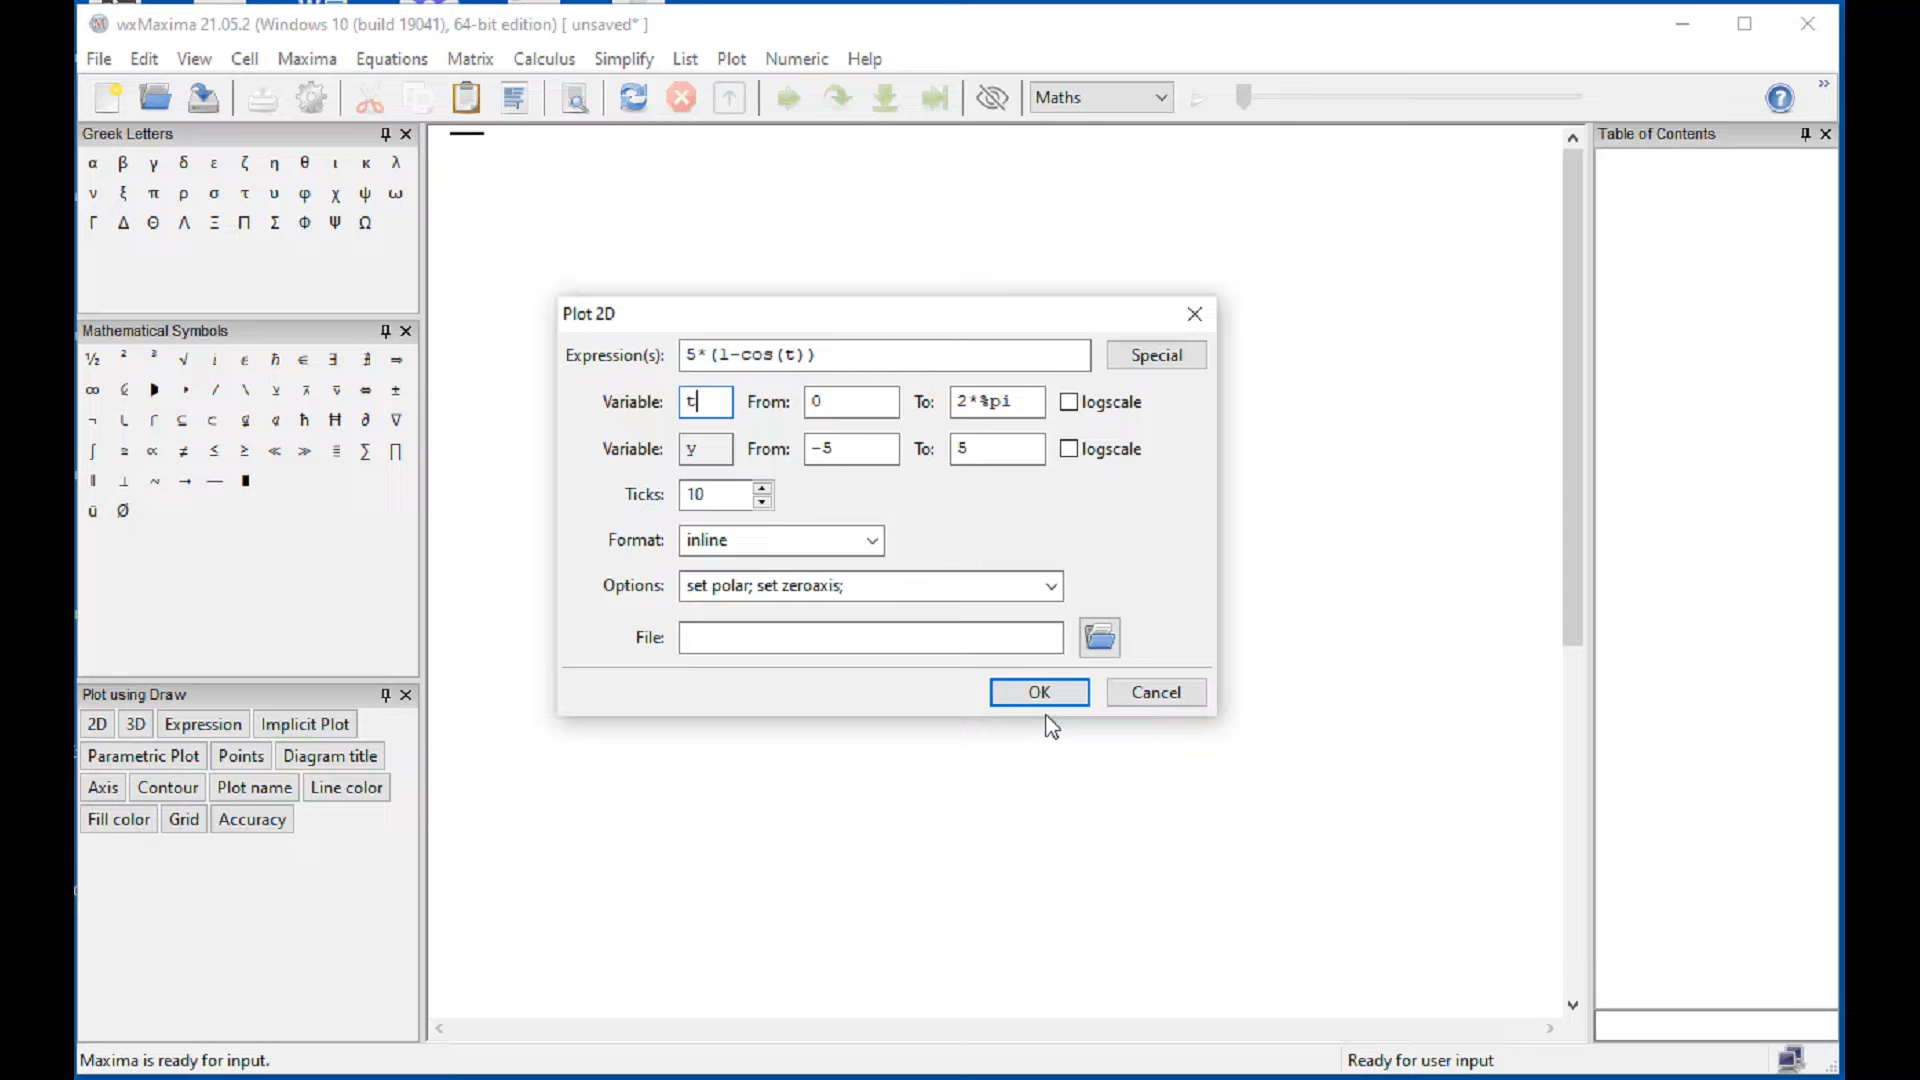 wxMaxima 21.05.2 (Windows 10 (build 19041), 64-bit edition) [ unsaved* ]
File Edit View Cell Maxima Equations Matrix Calculus Simplify List Plot Numeric Help
Maths
Greek Letters
α β γ δ ε ζ η θ ι κ λ
ν ξ π ρ σ τ υ φ χ ψ ω
Γ Δ Θ Λ Ξ Π Σ Φ Ψ Ω
Mathematical Symbols
½ ² ³ √ i e ħ ∈ ∃ ∄ ⇒
∞
¬ ⊆ ⊂ ħ Ħ ∂ ∇
∫ ≅ ∝ ≠ ≤ ≥ ≪ ≫ ≣ ∑ ∏
∥ ⊥ ~ → — ∎
ü Ø
Plot using Draw
2D 3D Expression Implicit Plot
Parametric Plot Points Diagram title
Axis Contour Plot name Line color
Fill color Grid Accuracy
Table of Contents
Plot 2D
Expression(s): 5*(1-cos(t)) Special
Variable: t From: 0 To: 2*%pi logscale
Variable: y From: -5 To: 5 logscale
Ticks: 10
Format: inline
Options: set polar; set zeroaxis;
File:
OK Cancel
Maxima is ready for input. Ready for user input